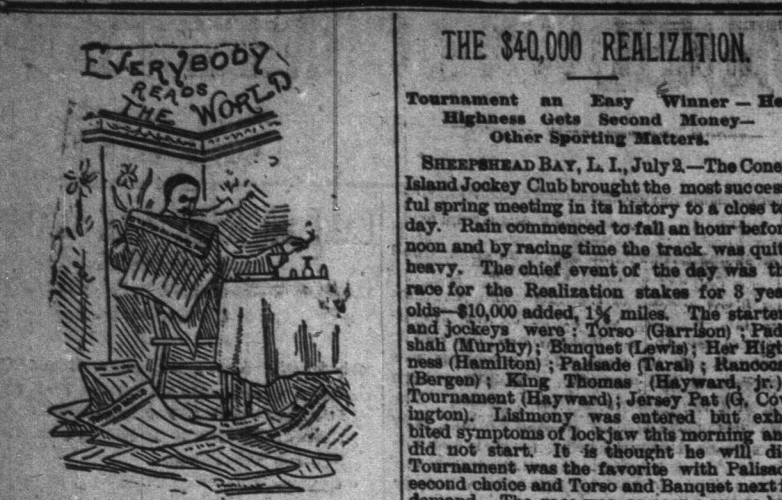 EVERYBODY
READS
THE WORLD
THE $40,000 REALIZATION.
Tournament an Easy Winner — H
Highness Gets Second Money—
Other Sporting Matters.
SHEEPSHEAD BAY, L. I., July 2.—The Cone
Island Jockey Club brought the most succes
ful spring meeting in its history to a close to
day. Rain commenced to fall an hour befor
noon and by racing time the track was quit
heavy. The chief event of the day was th
race for the Realization stakes for 3 yea
olds—$10,000 added, 1⅝ miles. The starter
and jockeys were: Torso (Garrison); Pad
shah (Murphy); Banquet (Lewis); Her High
ness (Hamilton); Palisade (Taral); Rancoc
(Bergen); King Thomas (Hayward, jr.
Tournament (Hayward); Jersey Pat (G. Cov
ington). Lisimony was entered but exhi
bited symptoms of lockjaw this morning an
did not start. It is thought he will di
Tournament was the favorite with Palisa
second choice and Torso and Banquet next i